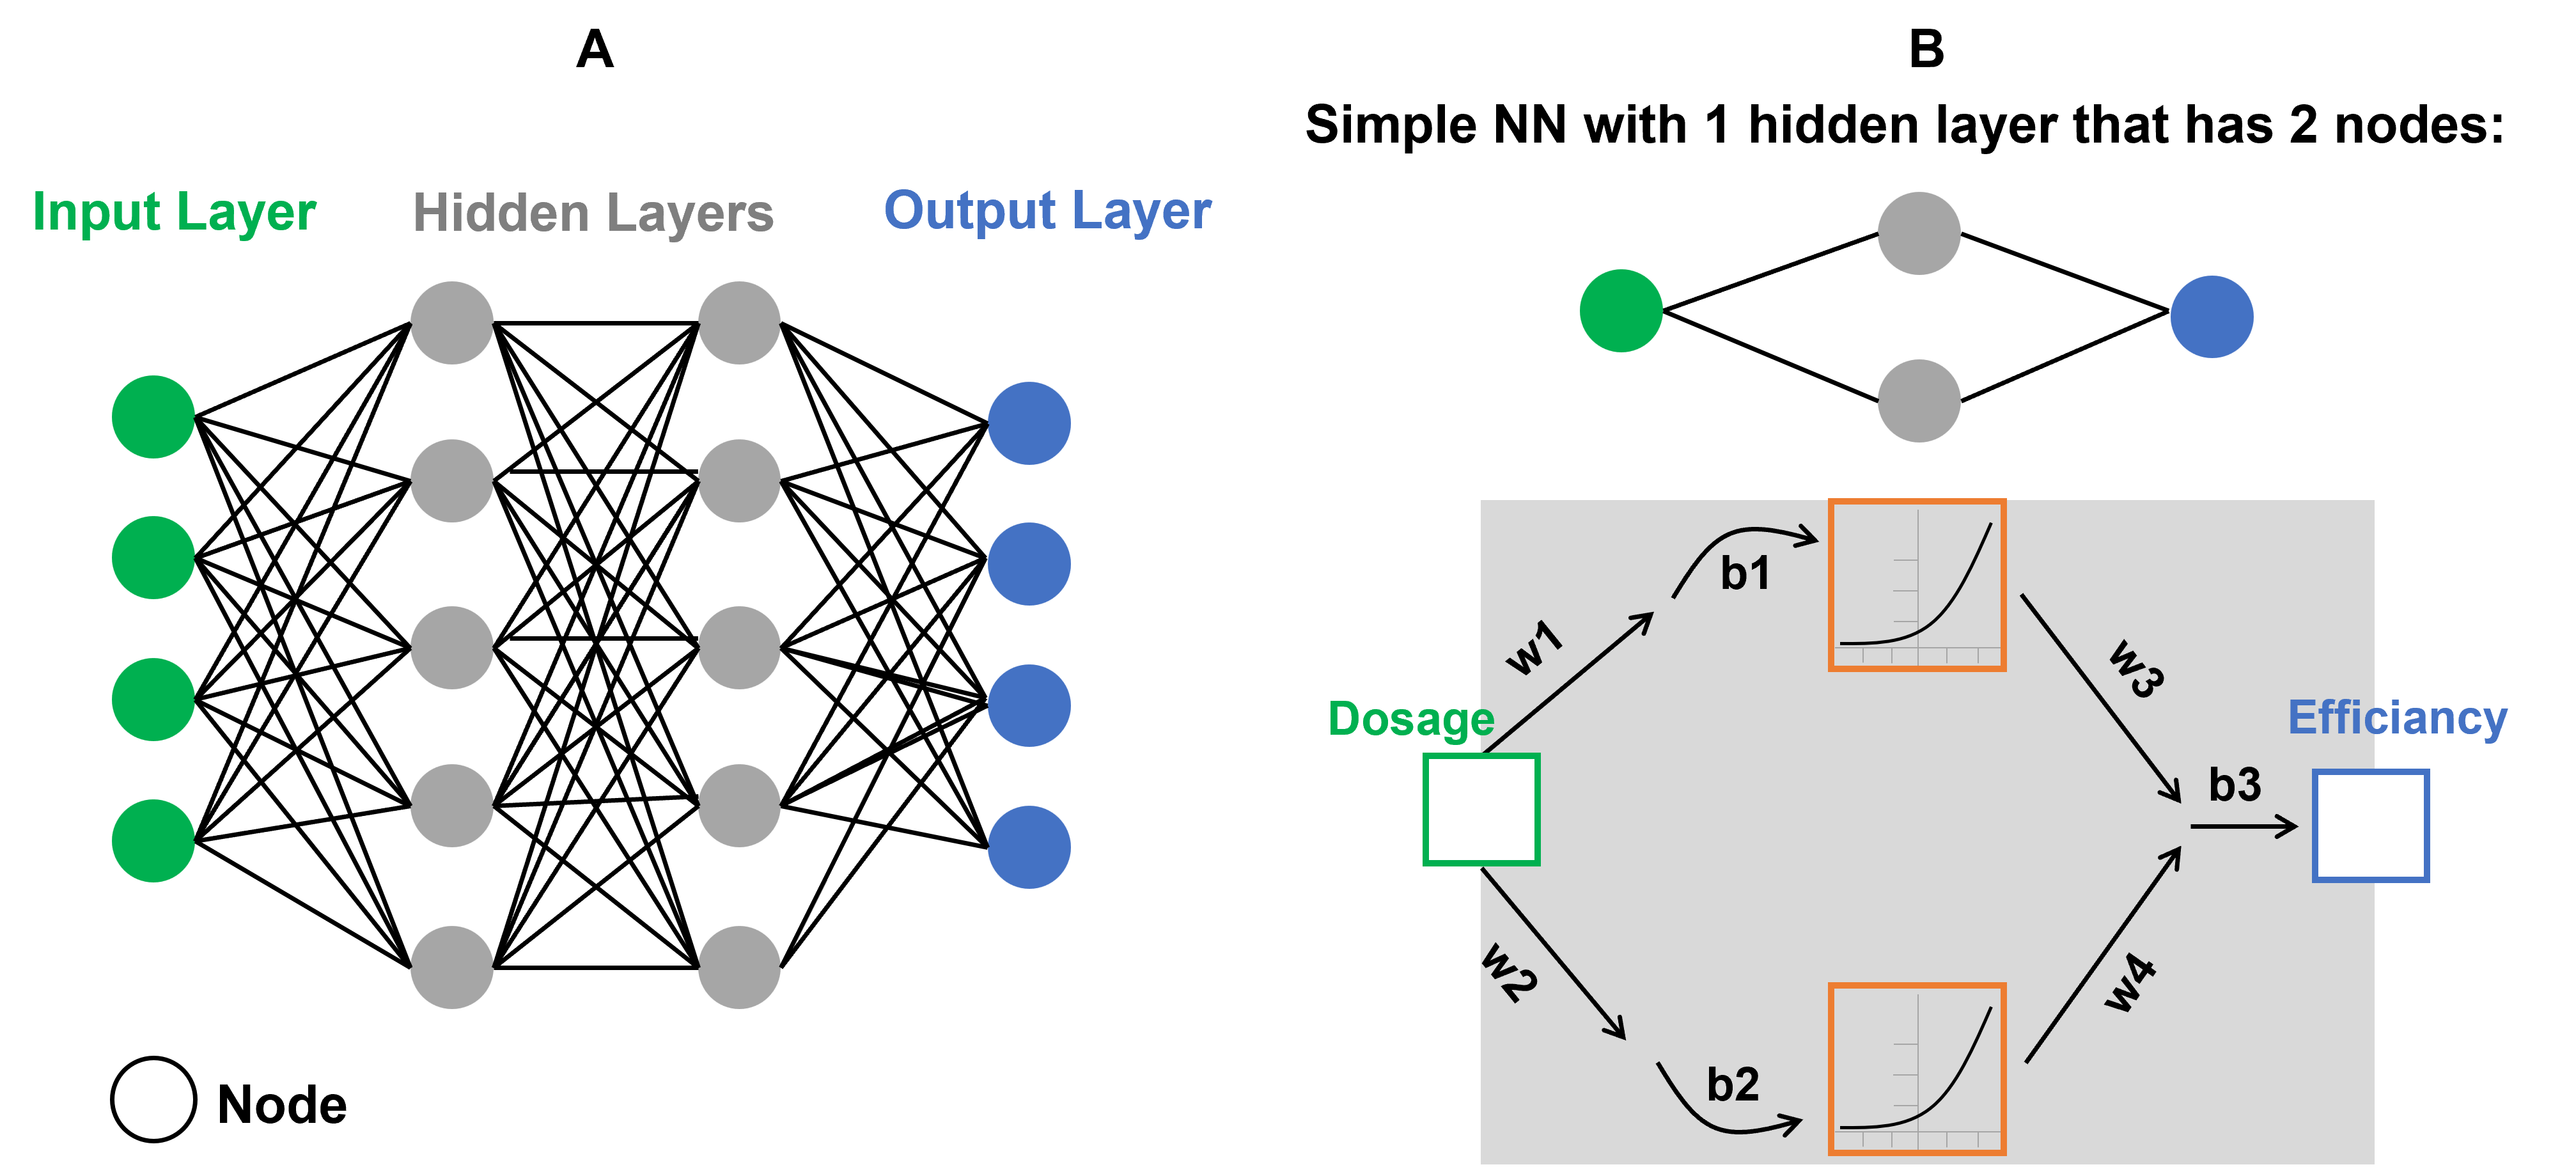 A
Input Layer
Hidden Layers
Output Layer
Node
B
Simple NN with 1 hidden layer that has 2 nodes:
b1
w1
w3
Dosage
Efficiancy
b3
w2
w4
b2